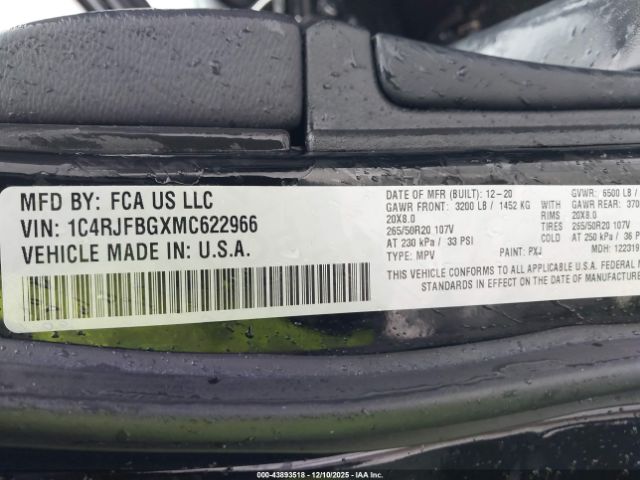 MFD BY: FCA US LLC
VIN: 1C4RJFBGXMC622966
VEHICLE MADE IN: U.S.A.
DATE OF MFR (BUILT): 12-20 GVWR: 6500 LB /
GAWR FRONT: 3200 LB / 1452 KG GAWR REAR: 370
20X8.0 WITH
RIMS 20X8.0
265/50R20 107V TIRES 265/50R20 107V
AT 230 kPa / 33 PSI COLD AT 250 kPa / 36 P
TYPE: MPV PAINT: PXJ MDH: 122319
THIS VEHICLE CONFORMS TO ALL APPLICABLE U.S.A. FEDERAL M
STANDARDS IN EFFECT ON THE DATE OF MANUFACTURE
000-43893518 - 12/10/2025 - IAA Inc.